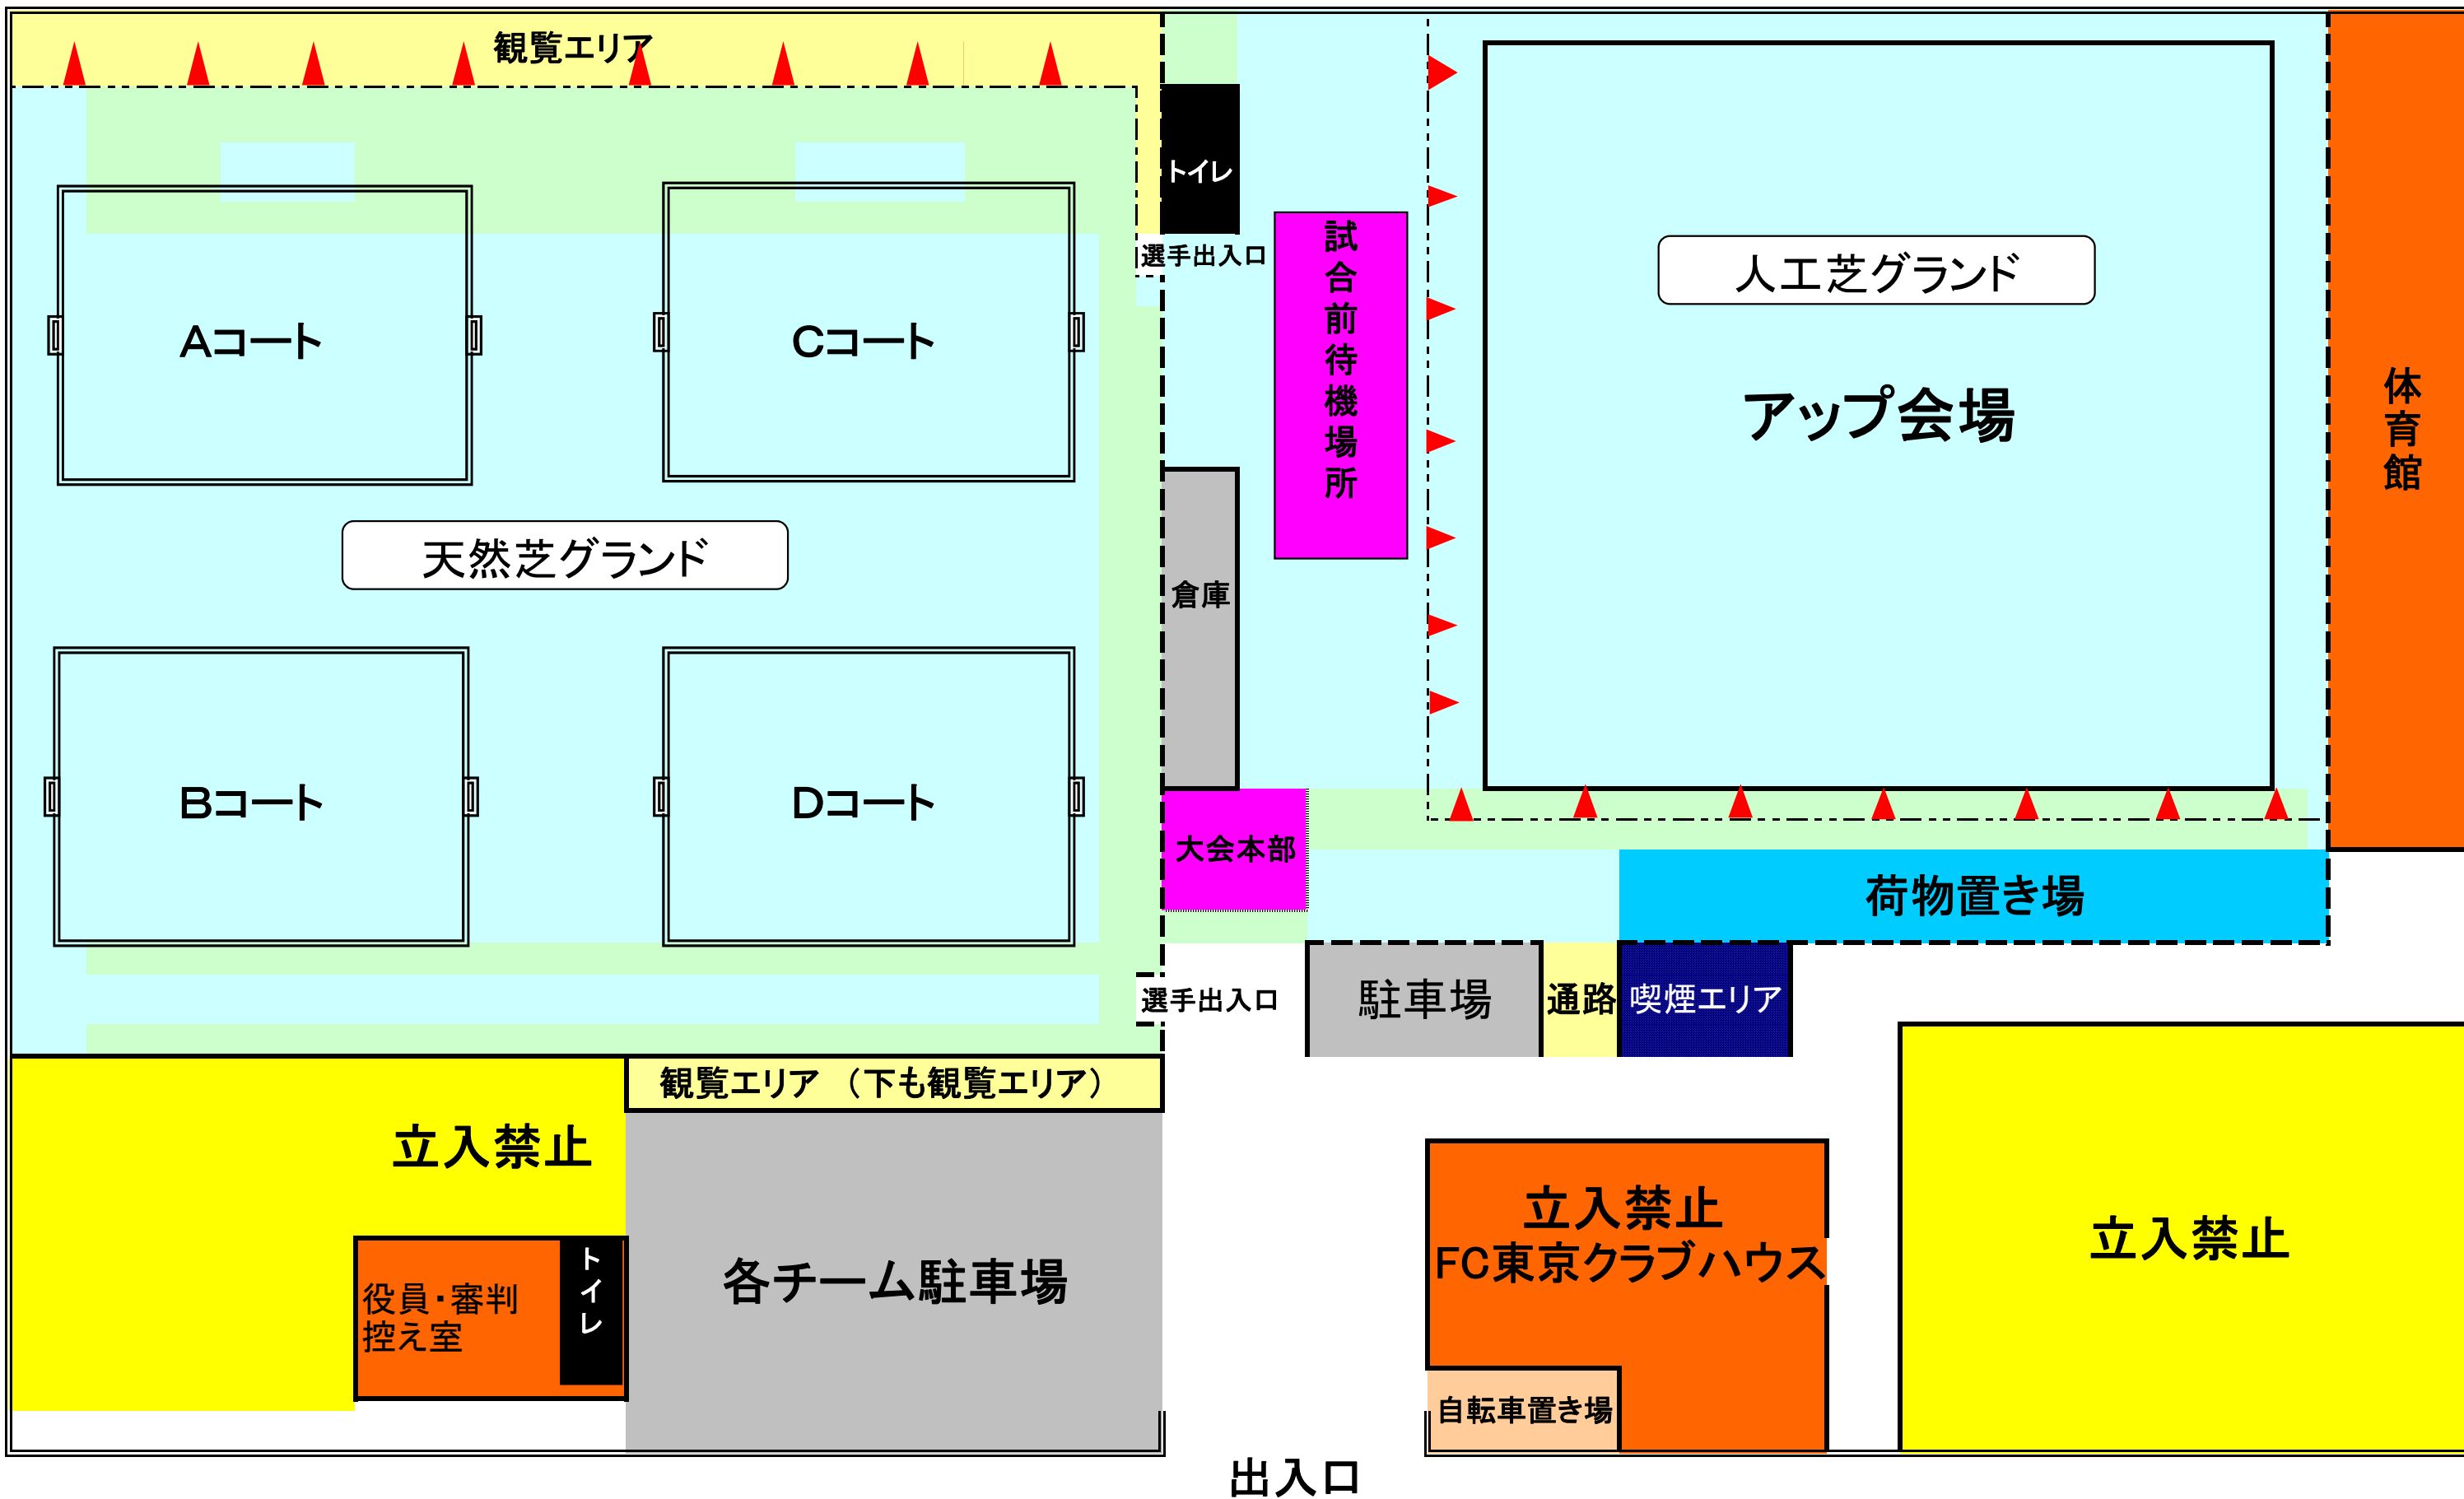 観覧エリア
トイレ
選手出入口
試合前待機場所
人工芝グランド
アップ会場
体育館
Aコート
Cコート
天然芝グランド
倉庫
Bコート
Dコート
大会本部
荷物置き場
選手出入口
駐車場
通路
喫煙エリア
観覧エリア （下も観覧エリア）
立入禁止
各チーム駐車場
役員・審判
控え室
トイレ
立入禁止
FC東京クラブハウス
自転車置き場
立入禁止
出入口